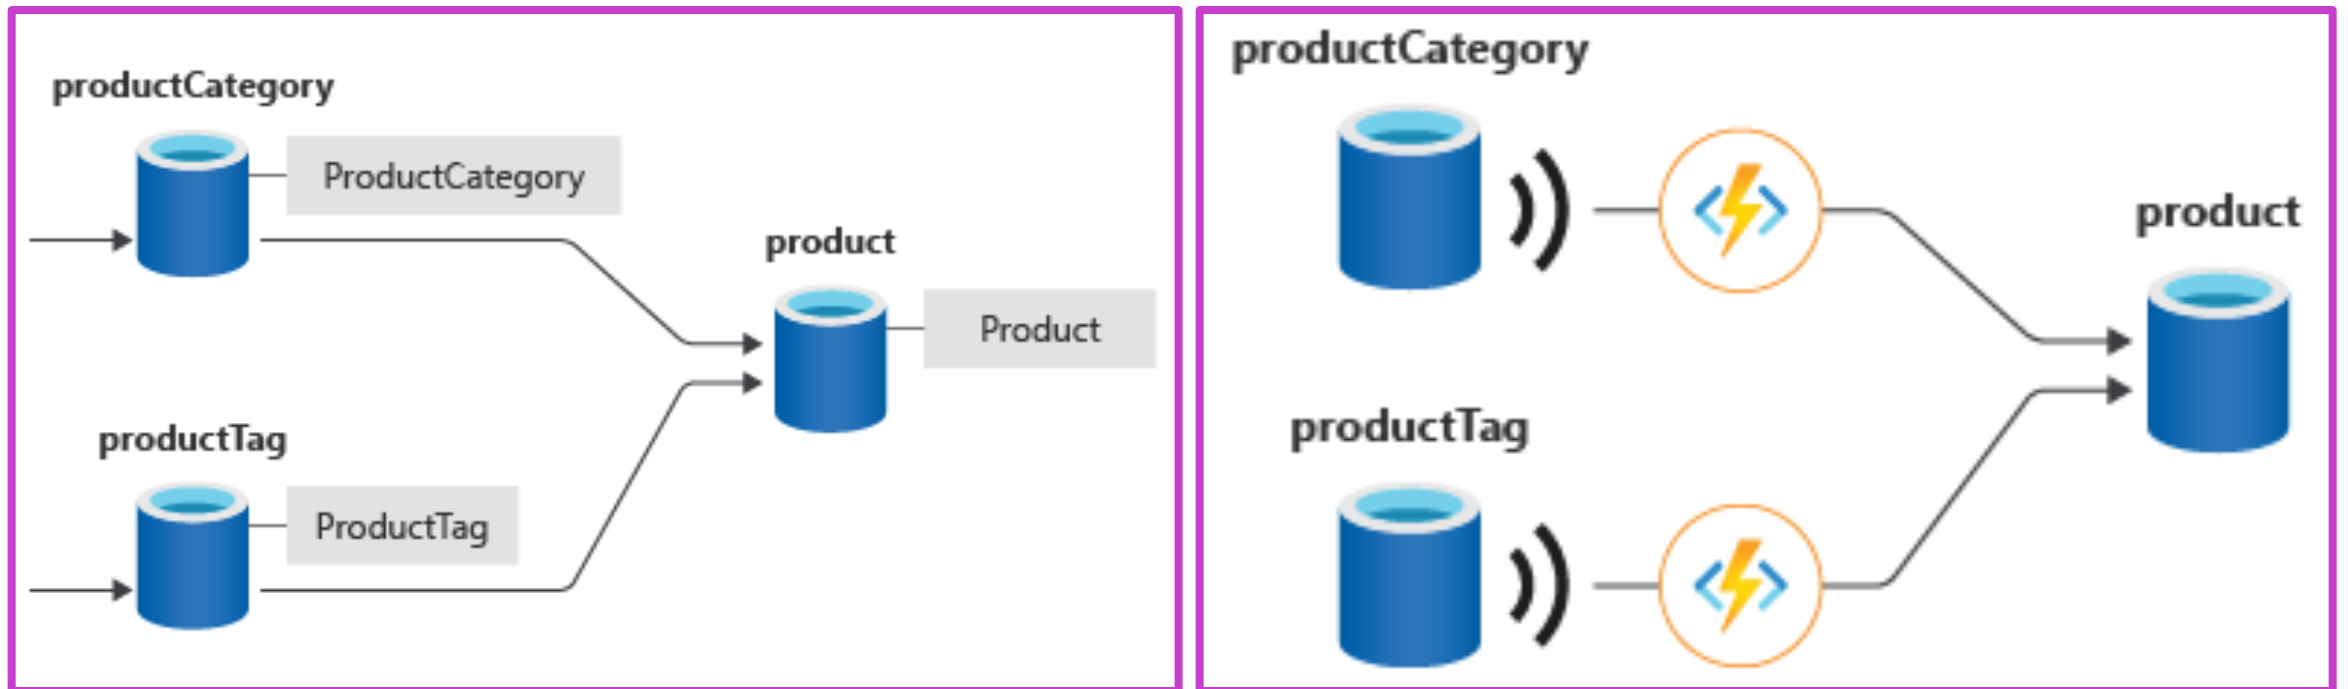 productCategory
ProductCategory
product
Product
productTag
ProductTag
productCategory
product
productTag